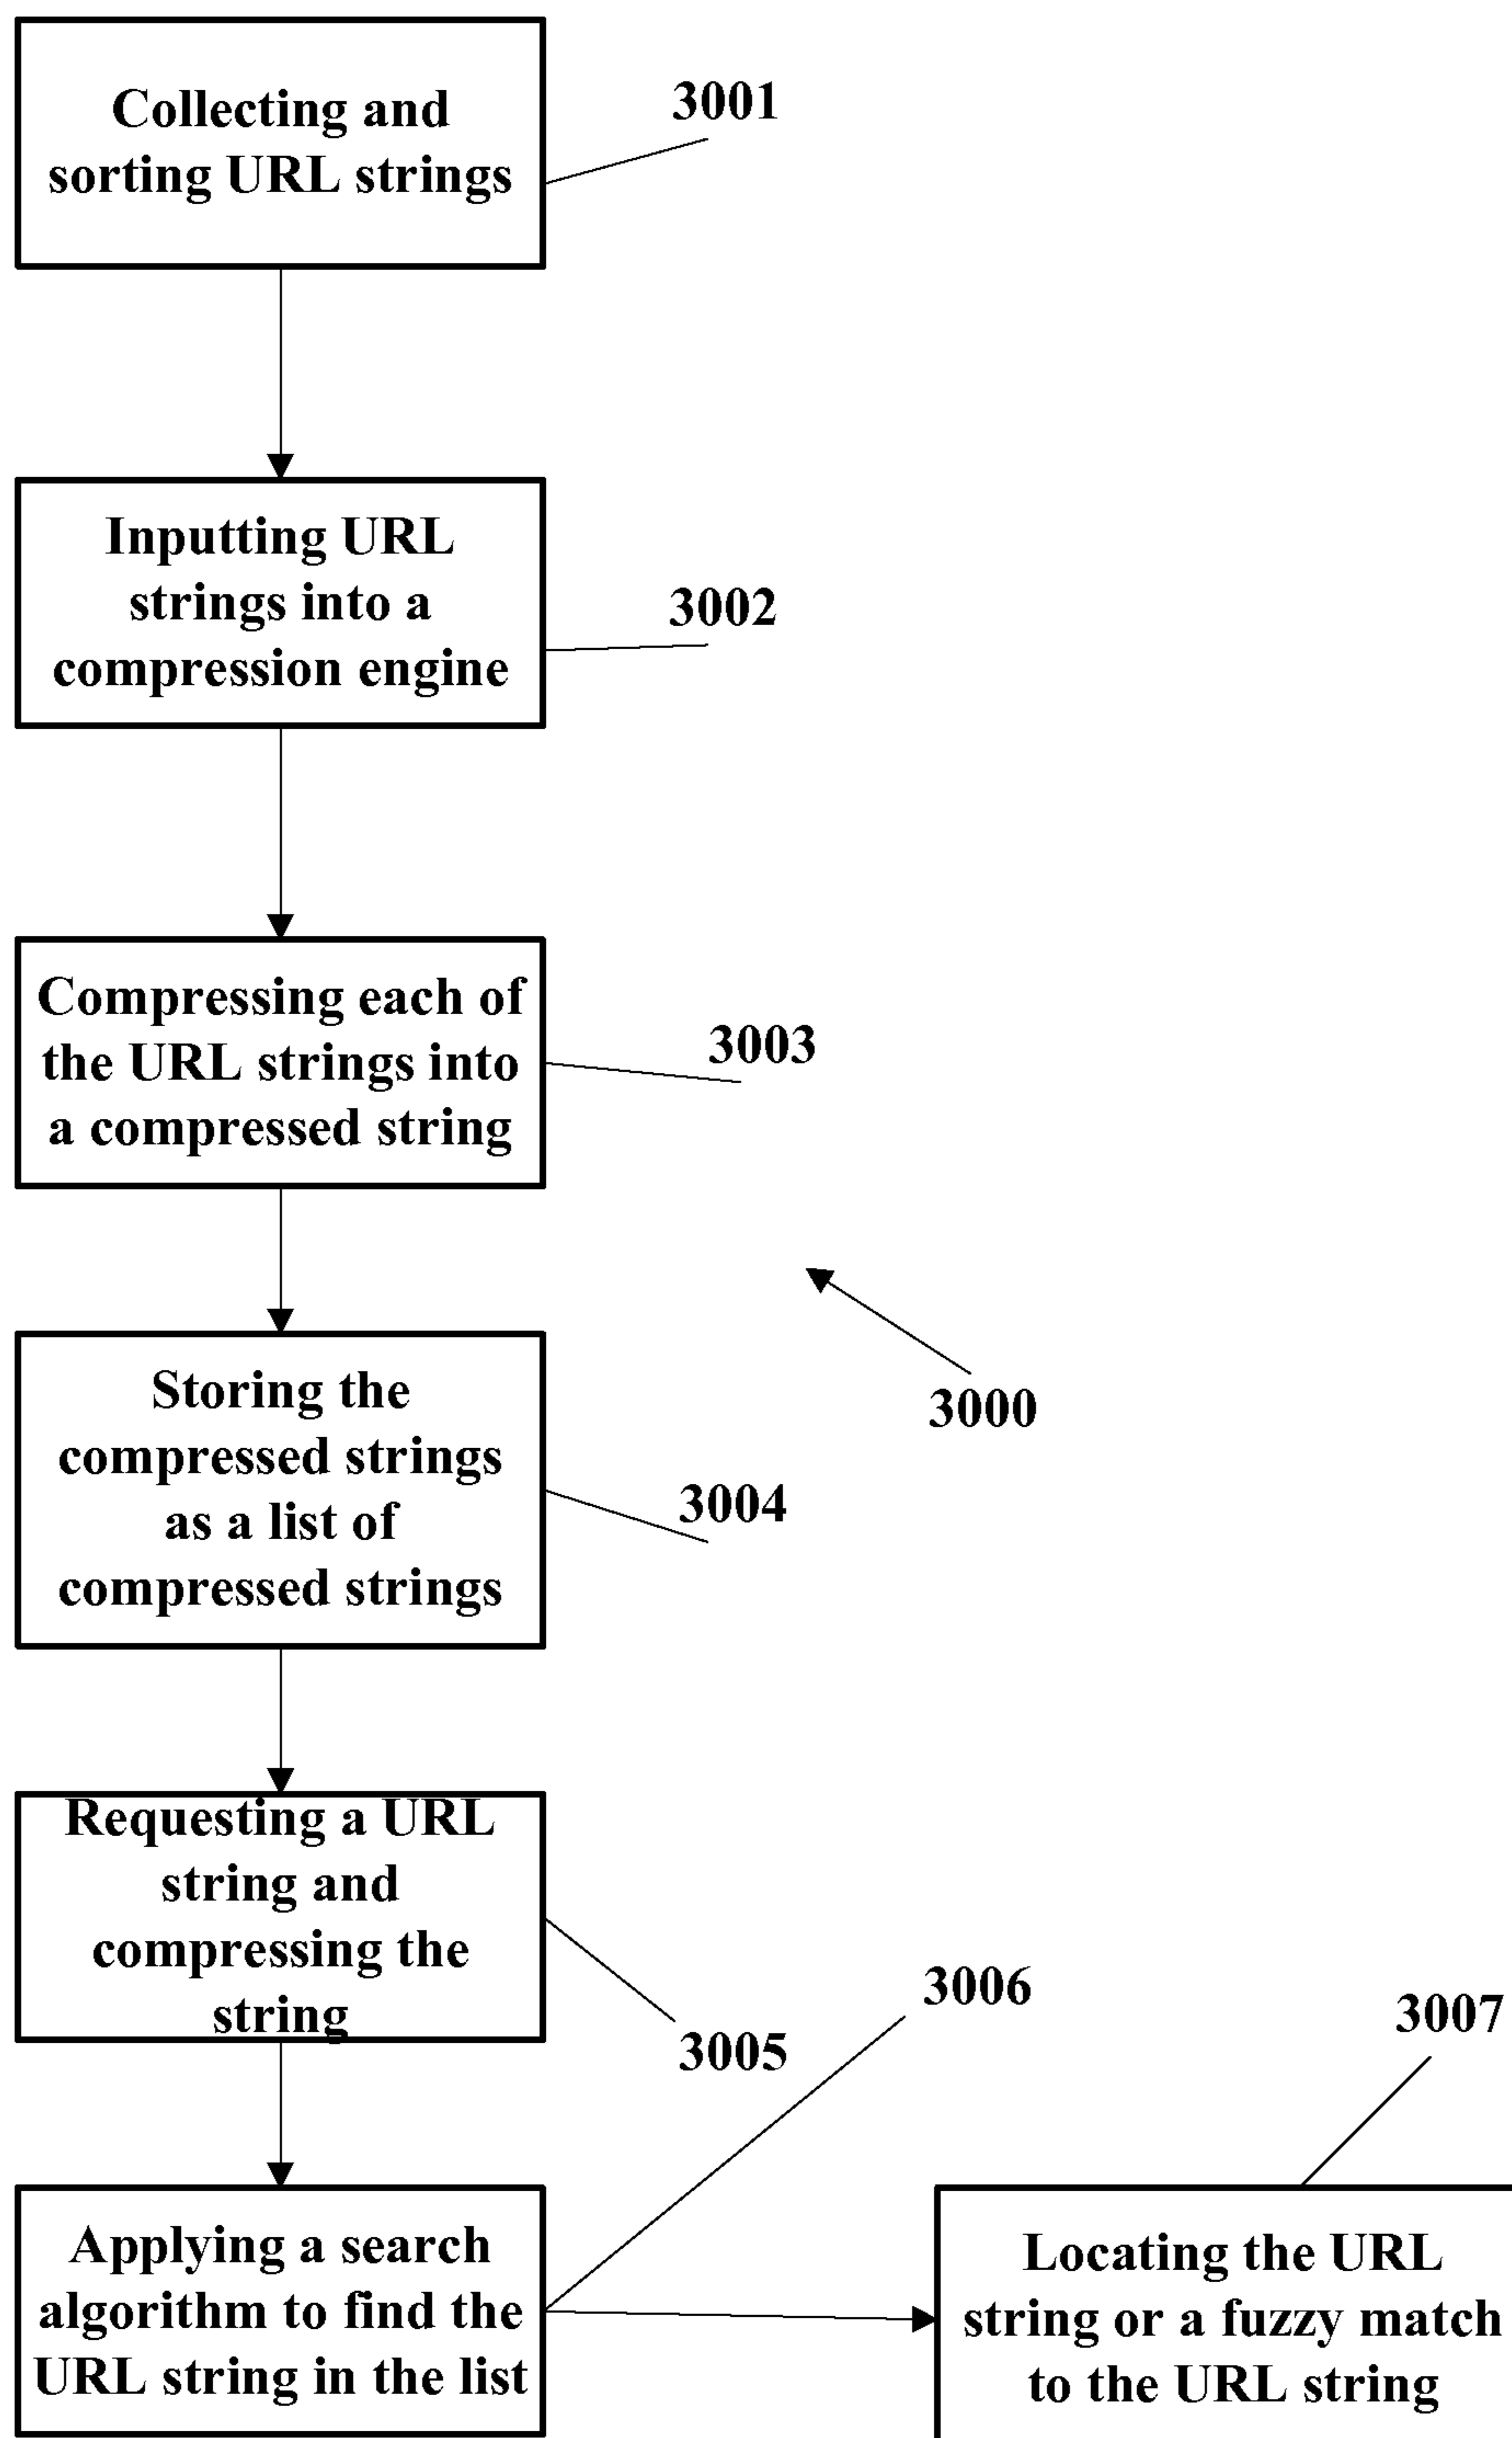 Collecting and
sorting URL strings
3001
Inputting URL
strings into a
compression engine
3002
Compressing each of
the URL strings into
a compressed string
3003
3000
Storing the
compressed strings
as a list of
compressed strings
3004
Requesting a URL
string and
compressing the
string
3005
3006
3007
Applying a search
algorithm to find the
URL string in the list
Locating the URL
string or a fuzzy match
to the URL string